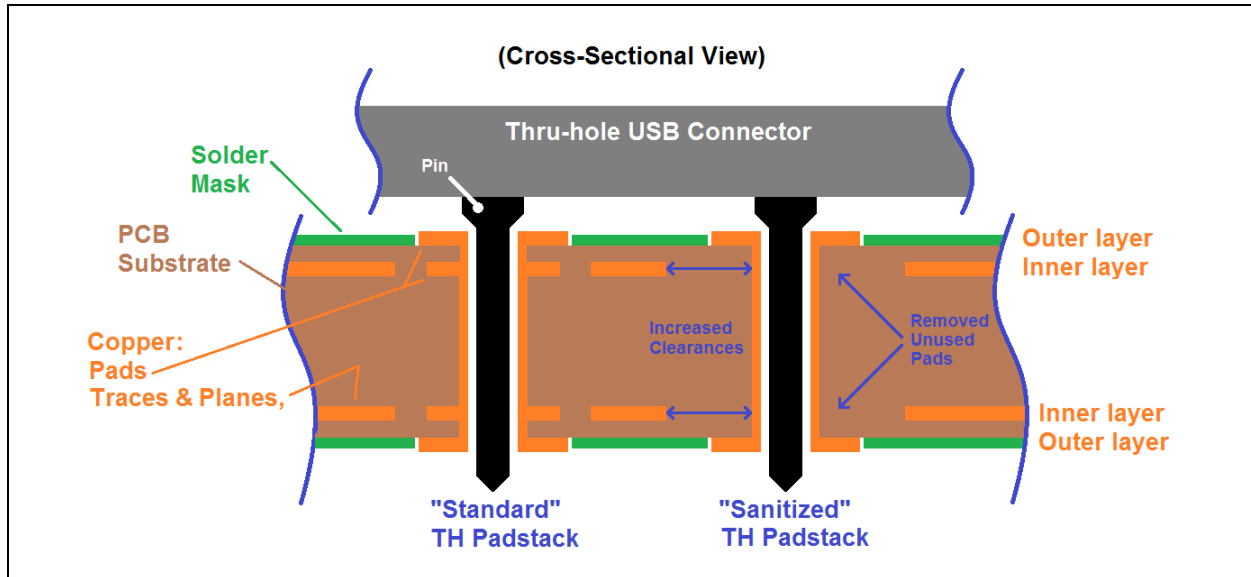 (Cross-Sectional View)
Thru-hole USB Connector
Pin
Solder
Mask
PCB
Substrate
Outer layer
Inner layer
Copper:
Pads
Traces & Planes,
Increased
Clearances
Removed
Unused
Pads
Inner layer
Outer layer
"Standard"
TH Padstack
"Sanitized"
TH Padstack